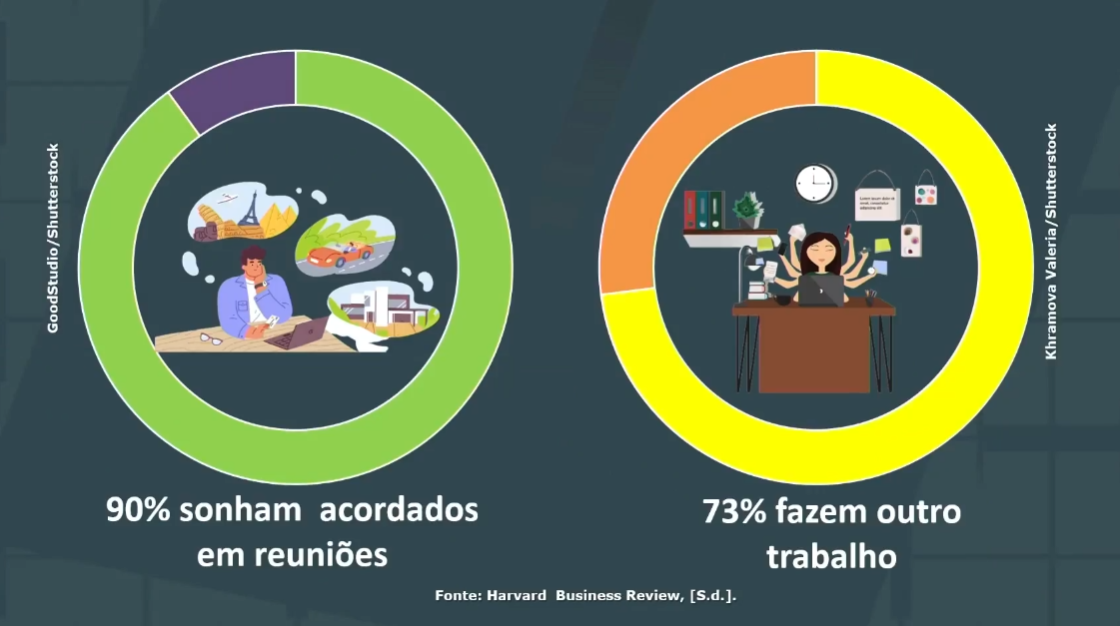 GoodStudio/Shutterstock
Khramova Valeria/Shutterstock
90% sonham acordados
em reuniões
73% fazem outro
trabalho
Fonte: Harvard Business Review, [S.d.].